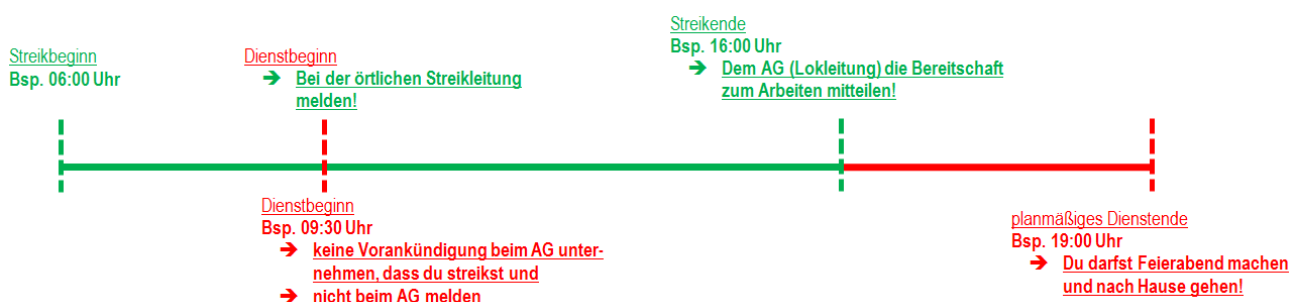 Streikbeginn
Bsp. 06:00 Uhr
Dienstbeginn
➔ Bei der örtlichen Streikleitung
melden!
Streikende
Bsp. 16:00 Uhr
➔ Dem AG (Lokleitung) die Bereitschaft
zum Arbeiten mitteilen!
Dienstbeginn
Bsp. 09:30 Uhr
➔ keine Vorankündigung beim AG unter-
nehmen, dass du streikst und
➔ nicht beim AG melden
planmäßiges Dienstende
Bsp. 19:00 Uhr
➔ Du darfst Feierabend machen
und nach Hause gehen!